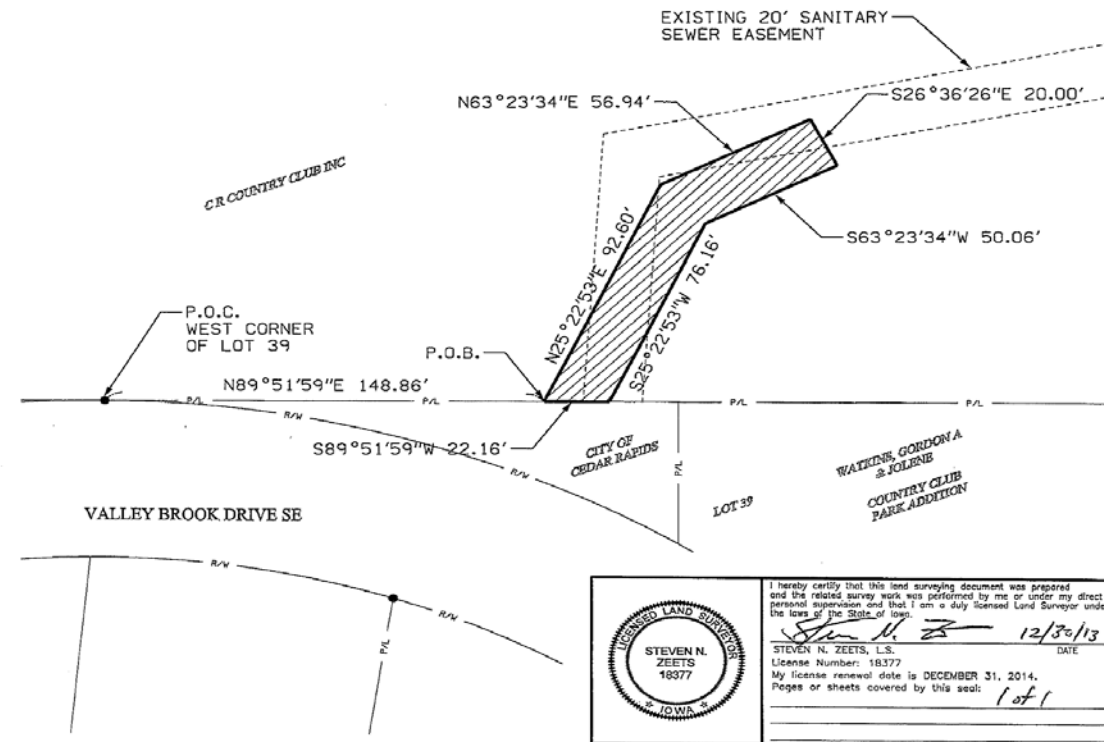 EXISTING 20' SANITARY
SEWER EASEMENT
N63°23'34"E 56.94'
S26°36'26"E 20.00'
C R COUNTRY CLUB INC
N25°22'53"E 92.60'
S25°22'53"W 76.16'
S63°23'34"W 50.06'
P.O.C.
WEST CORNER
OF LOT 39
P.O.B.
N89°51'59"E 148.86'
P/L
P/L
P/L
P/L
R/W
S89°51'59"W 22.16'
R/W
CITY OF
CEDAR RAPIDS
P/L
WATKINS, GORDON A
& JOLENE
COUNTRY CLUB
PARK ADDITION
LOT 39
VALLEY BROOK DRIVE SE
R/W
R/W
P/L
LICENSED LAND SURVEYOR
STEVEN N.
ZEETS
18377
IOWA
I hereby certify that this land surveying document was prepared
and the related survey work was performed by me or under my direct
personal supervision and that I am a duly licensed Land Surveyor unde
the laws of the State of Iowa.
12/30/13
STEVEN N. ZEETS, L.S. DATE
License Number: 18377
My license renewal date is DECEMBER 31, 2014.
Pages or sheets covered by this seal: 1 of 1